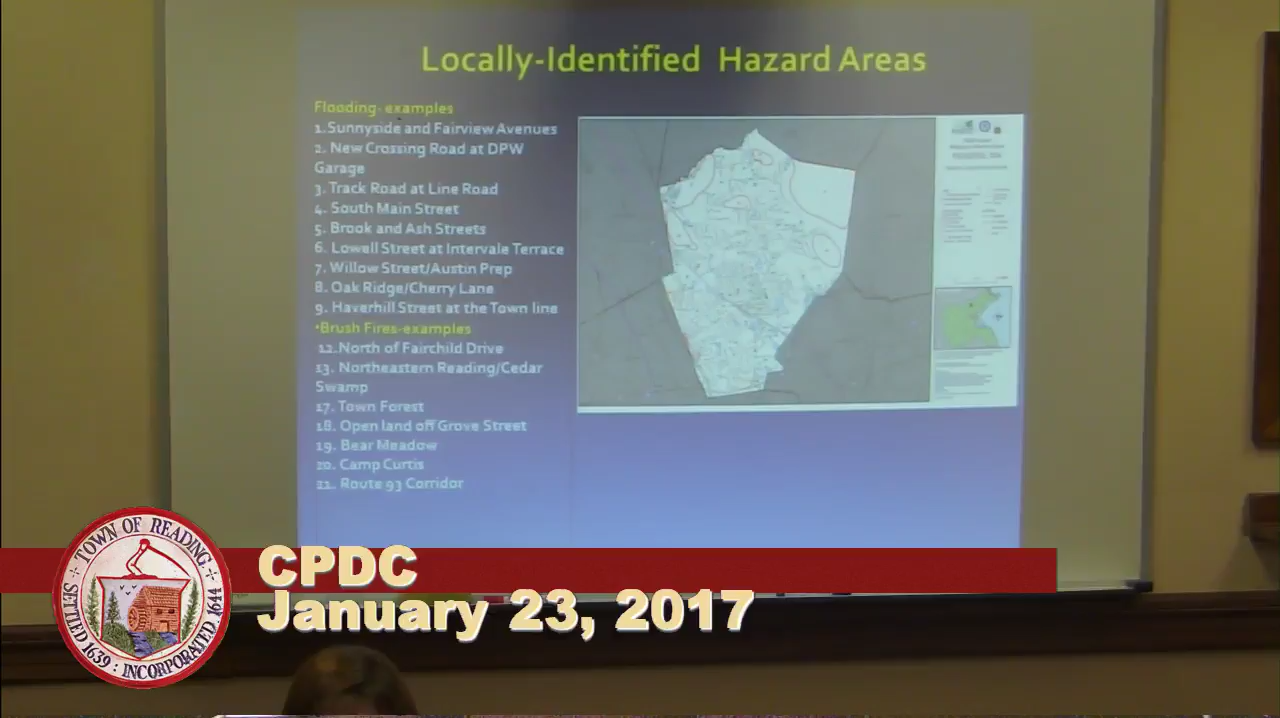 Locally-Identified Hazard Areas
Flooding- examples
1.Sunnyside and Fairview Avenues
2. New Crossing Road at DPW
Garage
3. Track Road at Line Road
4. South Main Street
5. Brook and Ash Streets
6. Lowell Street at Intervale Terrace
7. Willow Street/Austin Prep
8. Oak Ridge/Cherry Lane
9. Haverhill Street at the Town line
•Brush Fires-examples
12.North of Fairchild Drive
13. Northeastern Reading/Cedar
Swamp
17. Town Forest
18. Open land off Grove Street
19. Bear Meadow
20. Camp Curtis
21. Route 93 Corridor
TOWN OF READING
SETTLED 1639 : INCORPORATED 1644
CPDC
January 23, 2017